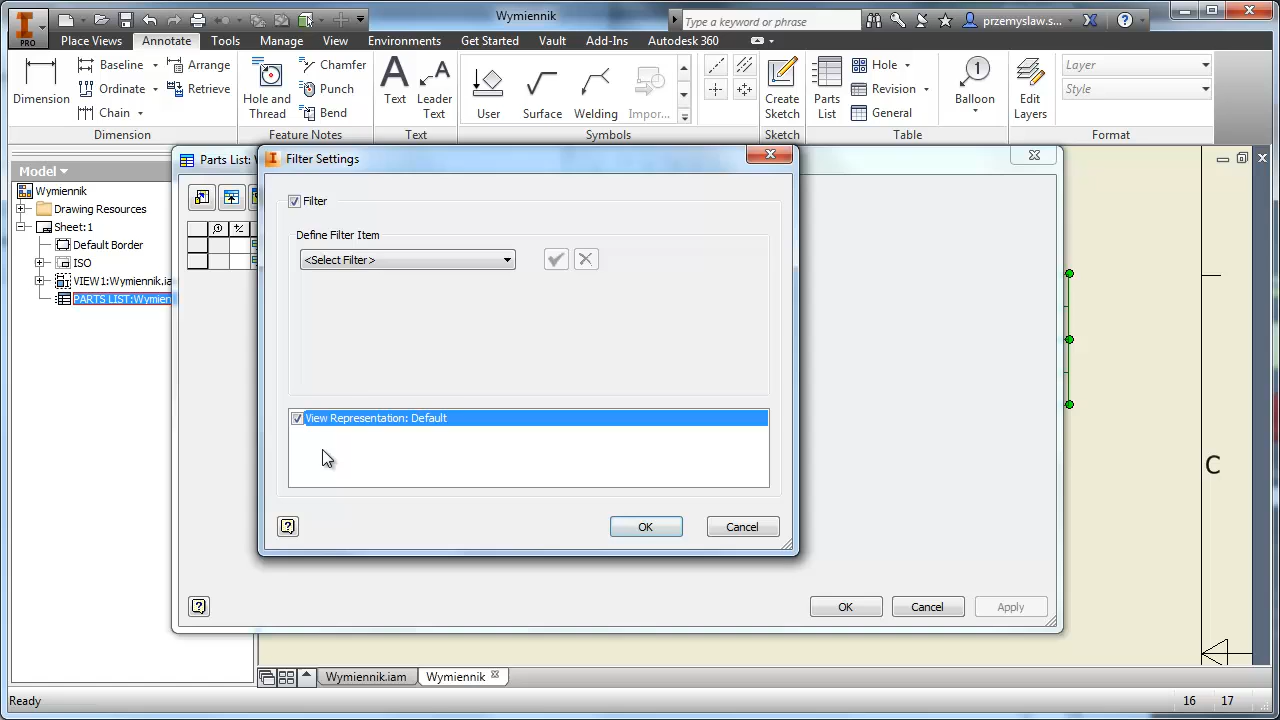 Wymiennik
Type a keyword or phrase
przemyslaw.s...
PRO
Place Views
Annotate
Tools
Manage
View
Environments
Get Started
Vault
Add-Ins
Autodesk 360
Dimension
Baseline
Ordinate
Chain
Arrange
Retrieve
Dimension
Hole and
Thread
Chamfer
Punch
Bend
Feature Notes
Text
Leader
Text
Text
User
Surface
Welding
Impor...
Symbols
Create
Sketch
Sketch
Parts
List
Hole
Revision
General
Table
1
Balloon
Edit
Layers
Layer
Style
Format
Model
Wymiennik
Drawing Resources
Sheet:1
Default Border
ISO
VIEW1:Wymiennik.ia
PARTS LIST:Wymien
Parts List: W
Filter Settings
Filter
Define Filter Item
<Select Filter>
View Representation: Default
OK
Cancel
OK
Cancel
Apply
C
Wymiennik.iam
Wymiennik
Ready
16
17